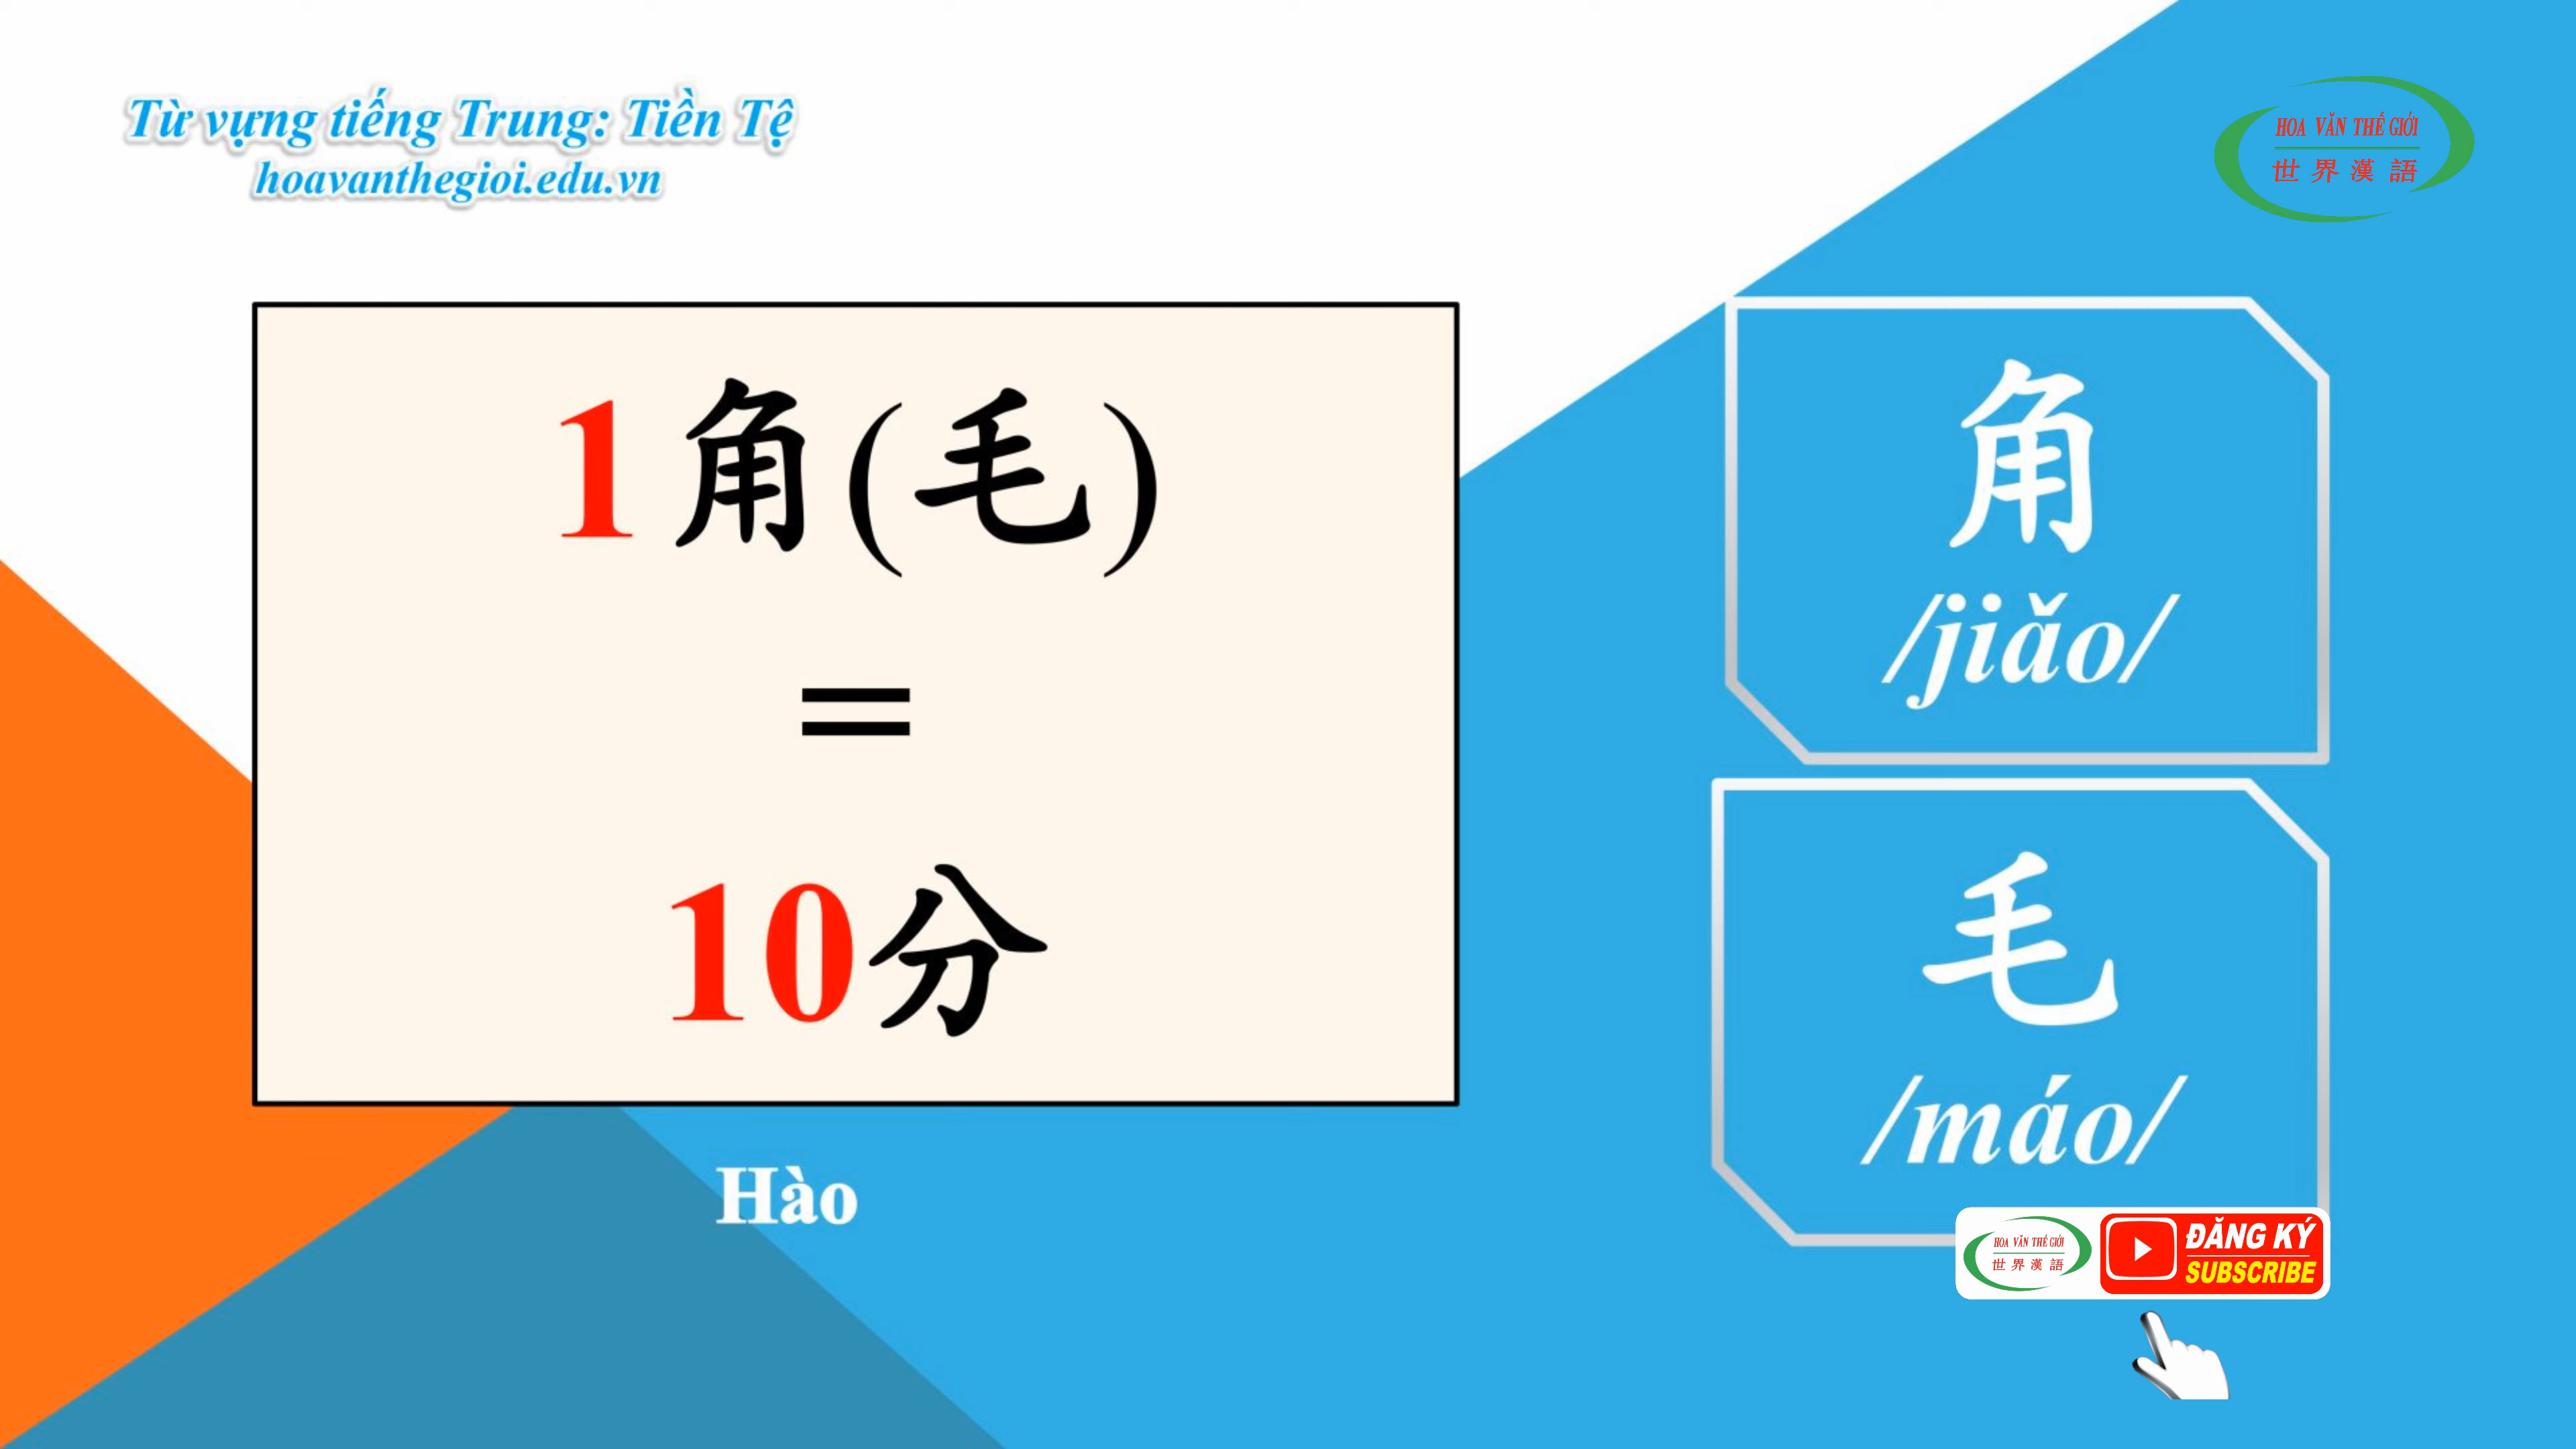 Từ vựng tiếng Trung: Tiền Tệ
hoavanthegioi.edu.vn
HOA VĂN THẾ GIỚI
世界漢語
1角(毛)
=
10分
Hào
角
/jiǎo/
毛
/máo/
HOA VĂN THẾ GIỚI
世界漢語
ĐĂNG KÝ
SUBSCRIBE